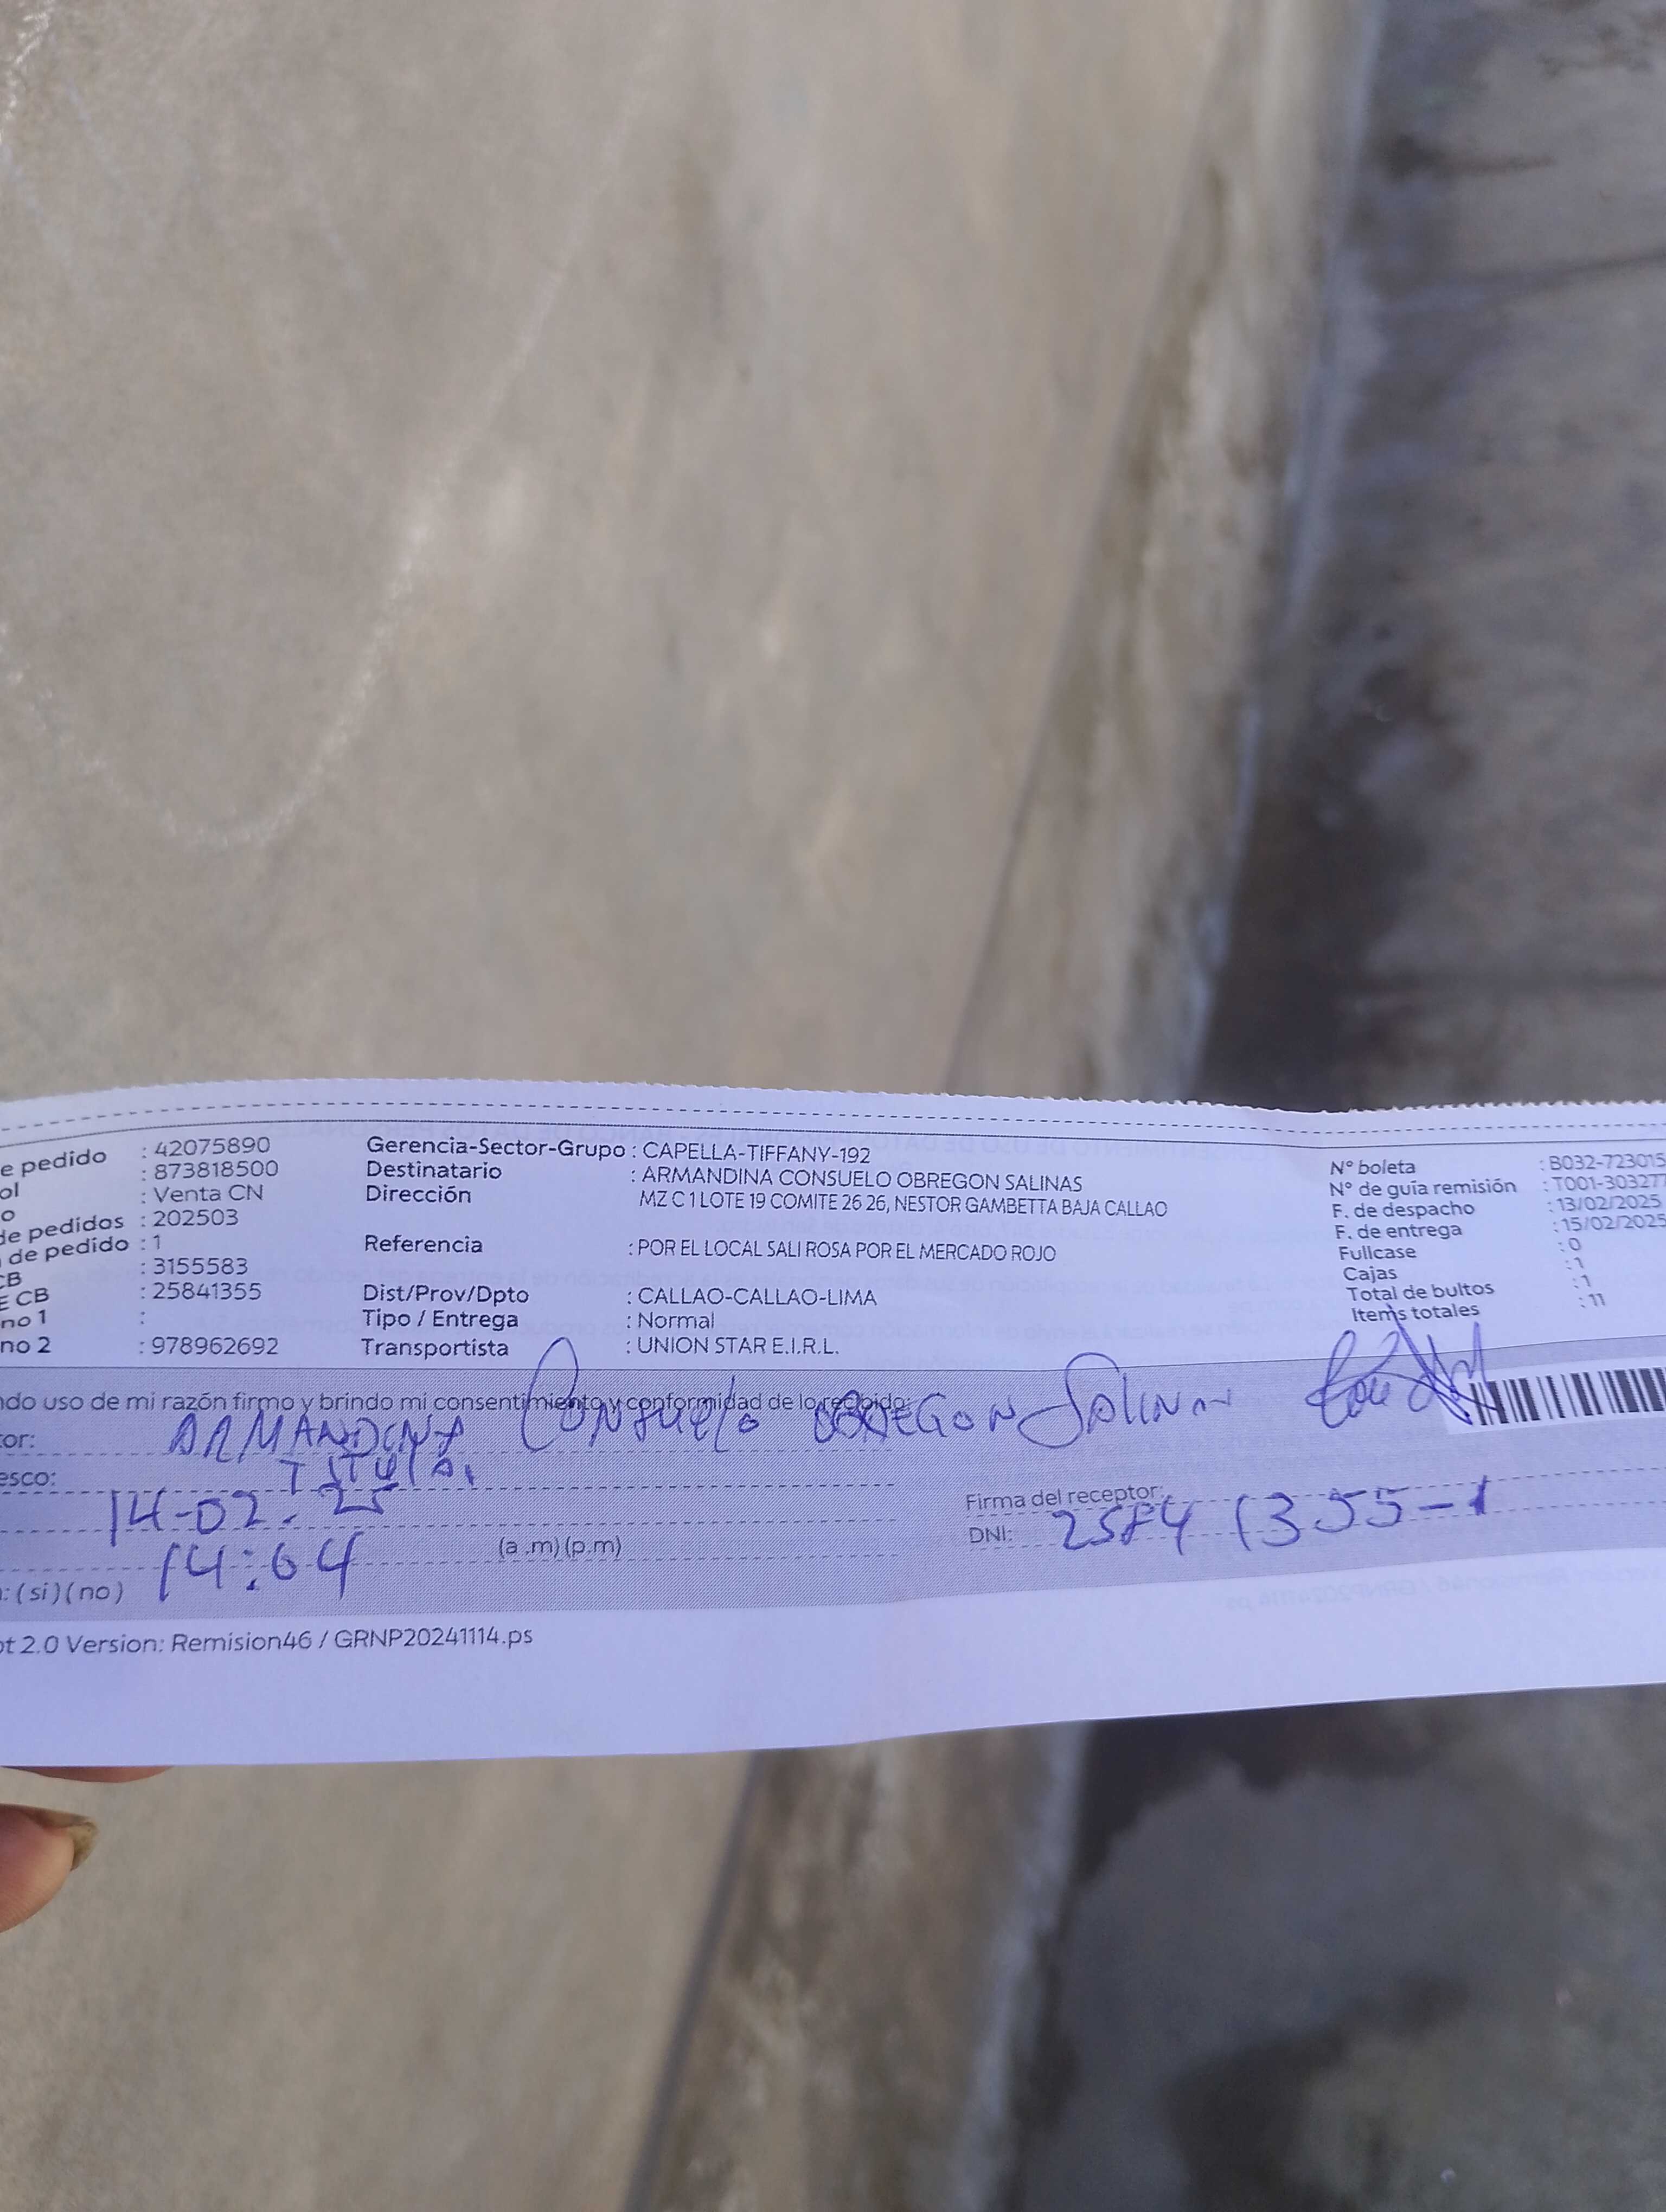 e pedido : 42075890
ol : 873818500
o : Venta CN
de pedidos : 202503
de pedido : 1
CB : 3155583
E CB : 25841355
no 1 :
no 2 : 978962692
Gerencia-Sector-Grupo : CAPELLA-TIFFANY-192
Destinatario : ARMANDINA CONSUELO OBREGON SALINAS
Dirección MZ C 1 LOTE 19 COMITE 26 26, NESTOR GAMBETTA BAJA CALLAO
Referencia : POR EL LOCAL SALI ROSA POR EL MERCADO ROJO
Dist/Prov/Dpto : CALLAO-CALLAO-LIMA
Tipo / Entrega : Normal
Transportista : UNION STAR E.I.R.L.
N° boleta : B032-723015
N° de guía remisión : T001-303277
F. de despacho : 13/02/2025
F. de entrega : 15/02/2025
Fullcase : 0
Cajas : 1
Total de bultos : 1
Items totales : 11
ndo uso de mi razón firmo y brindo mi consentimiento y conformidad de lo recibido:
tor: ARMANDINA CONSUELO OBREGON SALINAS
esco: TITULAR
14-02-25
14:04 (a .m) (p.m)
: (si) (no)
Firma del receptor:
DNI: 25841355-1
pt 2.0 Version: Remision46 / GRNP20241114.ps